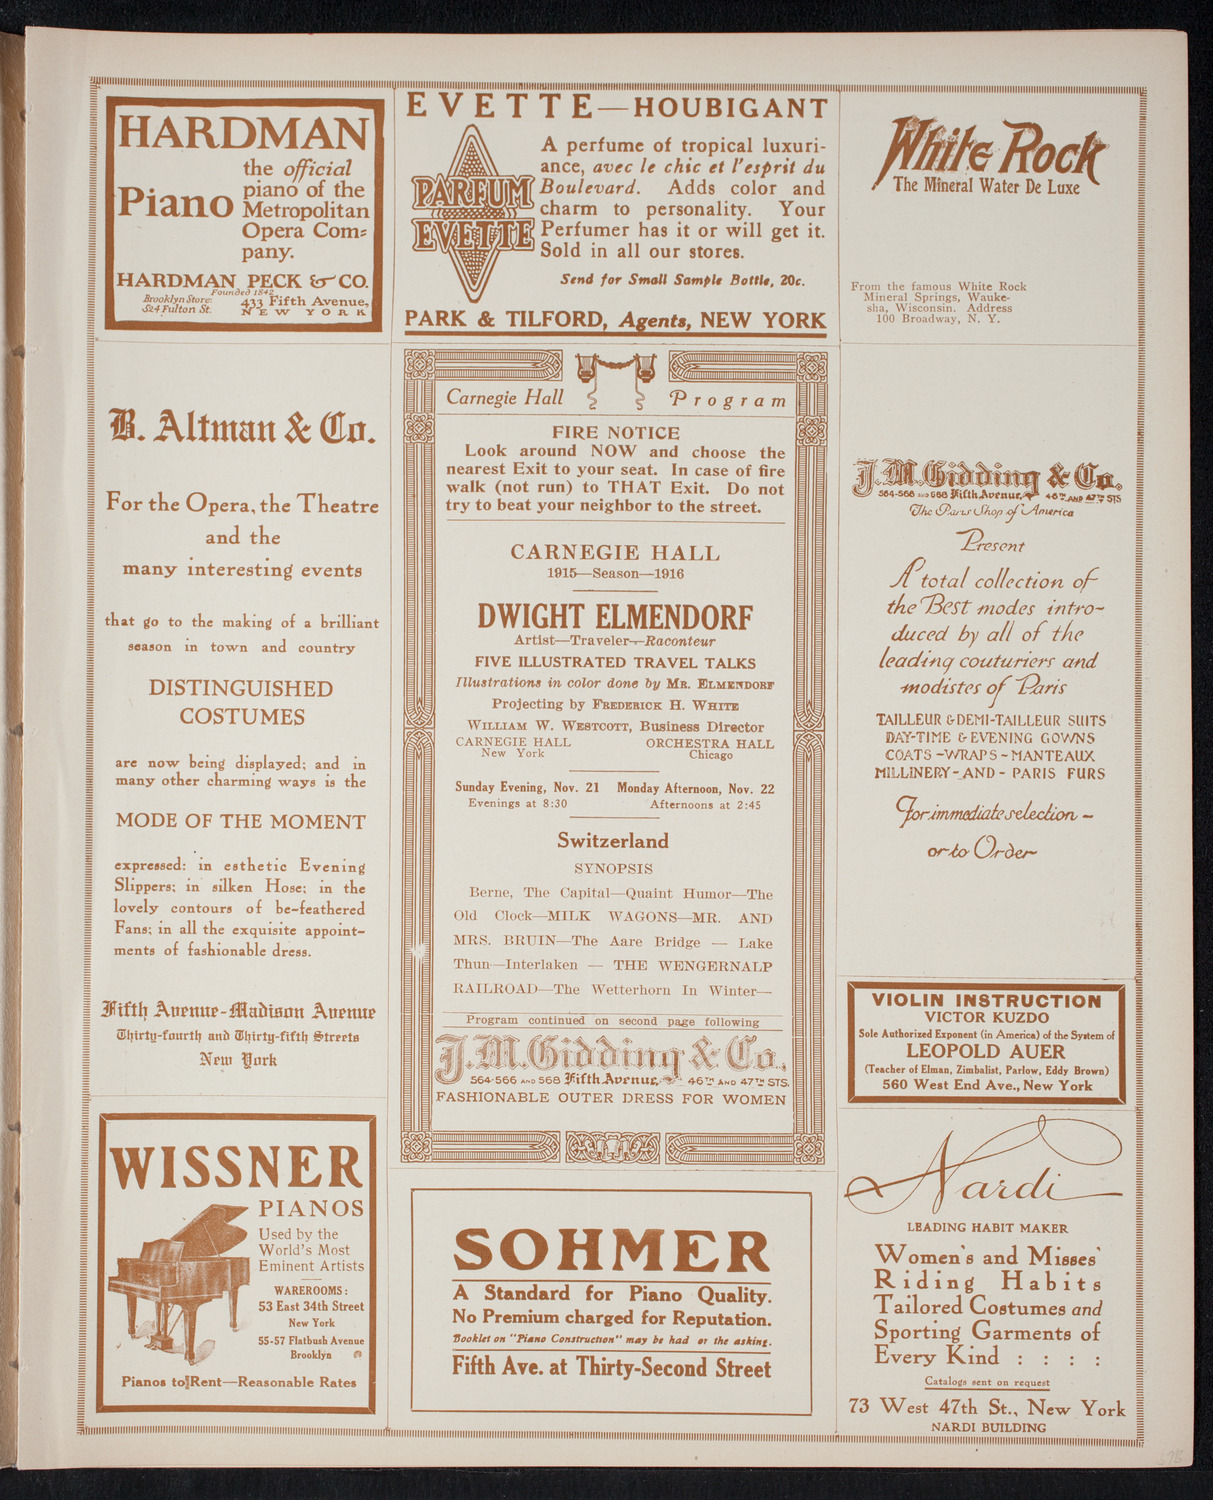 HARDMAN
Piano
the official
piano of the
Metropolitan
Opera Com=
pany.
HARDMAN, PECK & CO.
Founded 1842
Brooklyn Store:
524 Fulton St.
433 Fifth Avenue,
NEW YORK
EVETTE—HOUBIGANT
PARFUM
EVETTE
A perfume of tropical luxuri-
ance, avec le chic et l'esprit du
Boulevard. Adds color and
charm to personality. Your
Perfumer has it or will get it.
Sold in all our stores.
Send for Small Sample Bottle, 20c.
PARK & TILFORD, Agents, NEW YORK
White Rock
The Mineral Water De Luxe
From the famous White Rock
Mineral Springs, Wauke-
sha, Wisconsin. Address
100 Broadway, N. Y.
B. Altman & Co.
For the Opera, the Theatre
and the
many interesting events
that go to the making of a brilliant
season in town and country
DISTINGUISHED
COSTUMES
are now being displayed; and in
many other charming ways is the
MODE OF THE MOMENT
expressed: in esthetic Evening
Slippers; in silken Hose; in the
lovely contours of be-feathered
Fans; in all the exquisite appoint-
ments of fashionable dress.
Fifth Avenue-Madison Avenue
Thirty-fourth and Thirty-fifth Streets
New York
WISSNER
PIANOS
Used by the
World's Most
Eminent Artists
WAREROOMS:
53 East 34th Street
New York
55-57 Flatbush Avenue
Brooklyn
Pianos to Rent—Reasonable Rates
Carnegie Hall Program
FIRE NOTICE
Look around NOW and choose the
nearest Exit to your seat. In case of fire
walk (not run) to THAT Exit. Do not
try to beat your neighbor to the street.
CARNEGIE HALL
1915—Season—1916
DWIGHT ELMENDORF
Artist—Traveler—Raconteur
FIVE ILLUSTRATED TRAVEL TALKS
Illustrations in color done by MR. ELMENDORF
Projecting by FREDERICK H. WHITE
WILLIAM W. WESTCOTT, Business Director
CARNEGIE HALL ORCHESTRA HALL
New York Chicago
Sunday Evening, Nov. 21 Monday Afternoon, Nov. 22
Evenings at 8:30 Afternoons at 2:45
Switzerland
SYNOPSIS
Berne, The Capital—Quaint Humor—The
Old Clock—MILK WAGONS—MR. AND
MRS. BRUIN—The Aare Bridge — Lake
Thun—Interlaken — THE WENGERNALP
RAILROAD—The Wetterhorn In Winter—
Program continued on second page following
J.M. Gidding & Co.
564-566 AND 568 Fifth Avenue, 46TH AND 47TH STS.
FASHIONABLE OUTER DRESS FOR WOMEN
SOHMER
A Standard for Piano Quality.
No Premium charged for Reputation.
Booklet on "Piano Construction" may be had at the asking.
Fifth Ave. at Thirty-Second Street
J.M. Gidding & Co.
564-566 AND 568 Fifth Avenue, 46TH AND 47TH STS
The Paris Shop of America
Present
A total collection of
the Best modes intro-
duced by all of the
leading couturiers and
modistes of Paris
TAILLEUR & DEMI-TAILLEUR SUITS
DAY-TIME & EVENING GOWNS
COATS - WRAPS - MANTEAUX
MILLINERY - AND - PARIS FURS
For immediate selection -
or to Order
VIOLIN INSTRUCTION
VICTOR KUZDO
Sole Authorized Exponent (in America) of the System of
LEOPOLD AUER
(Teacher of Elman, Zimbalist, Parlow, Eddy Brown)
560 West End Ave., New York
Nardi
LEADING HABIT MAKER
Women's and Misses'
Riding Habits
Tailored Costumes and
Sporting Garments of
Every Kind : : : :
Catalogs sent on request
73 West 47th St., New York
NARDI BUILDING